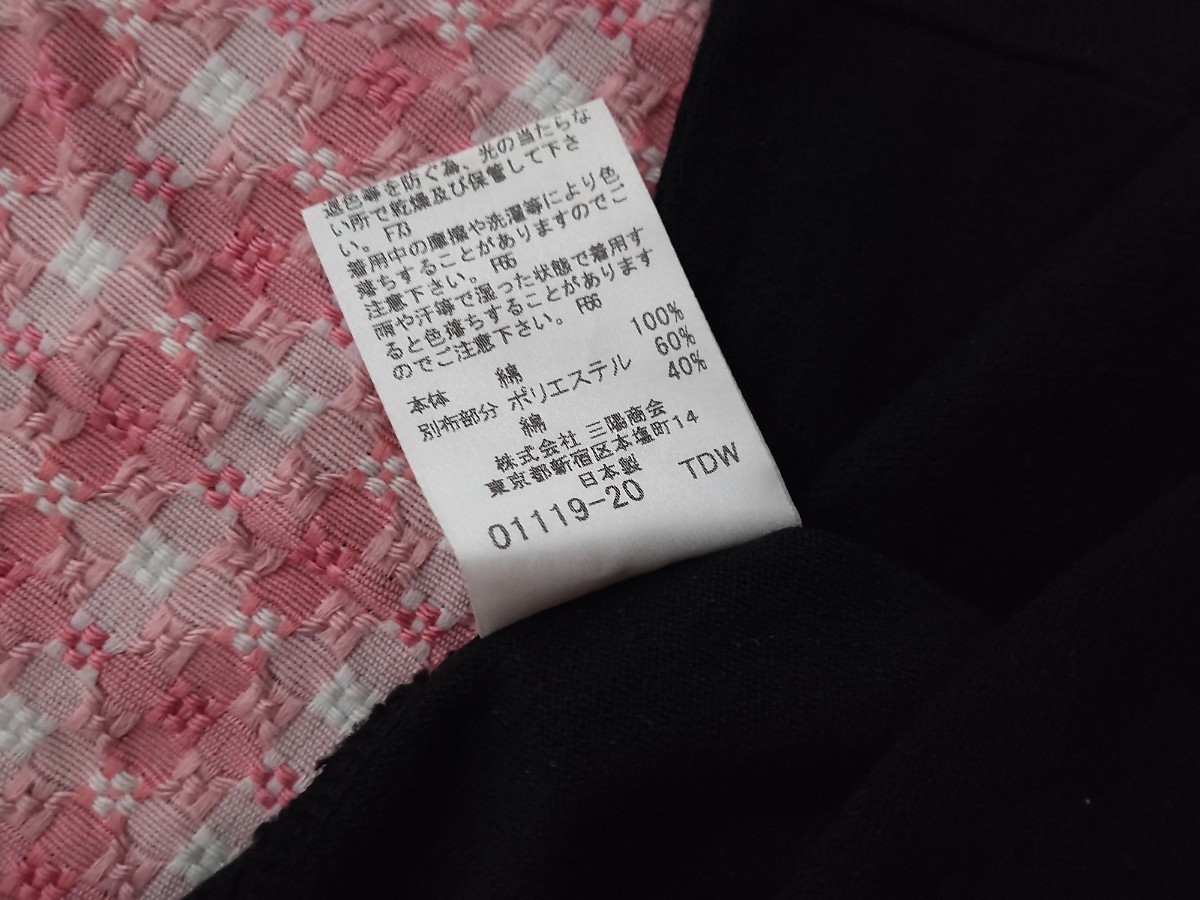 退色等を防ぐ為、光の当たらな
い所で乾燥及び保管して下さ
い。F73
着用中の摩擦や洗濯等により色
落ちすることがありますのでご
注意下さい。F65
雨や汗等で湿った状態で着用す
ると色落ちすることがあります
のでご注意下さい。F66
本体 綿 100%
別布部分 ポリエステル 60%
綿 40%
株式会社 三陽商会
東京都新宿区本塩町14
日本製 TDW
01119-20